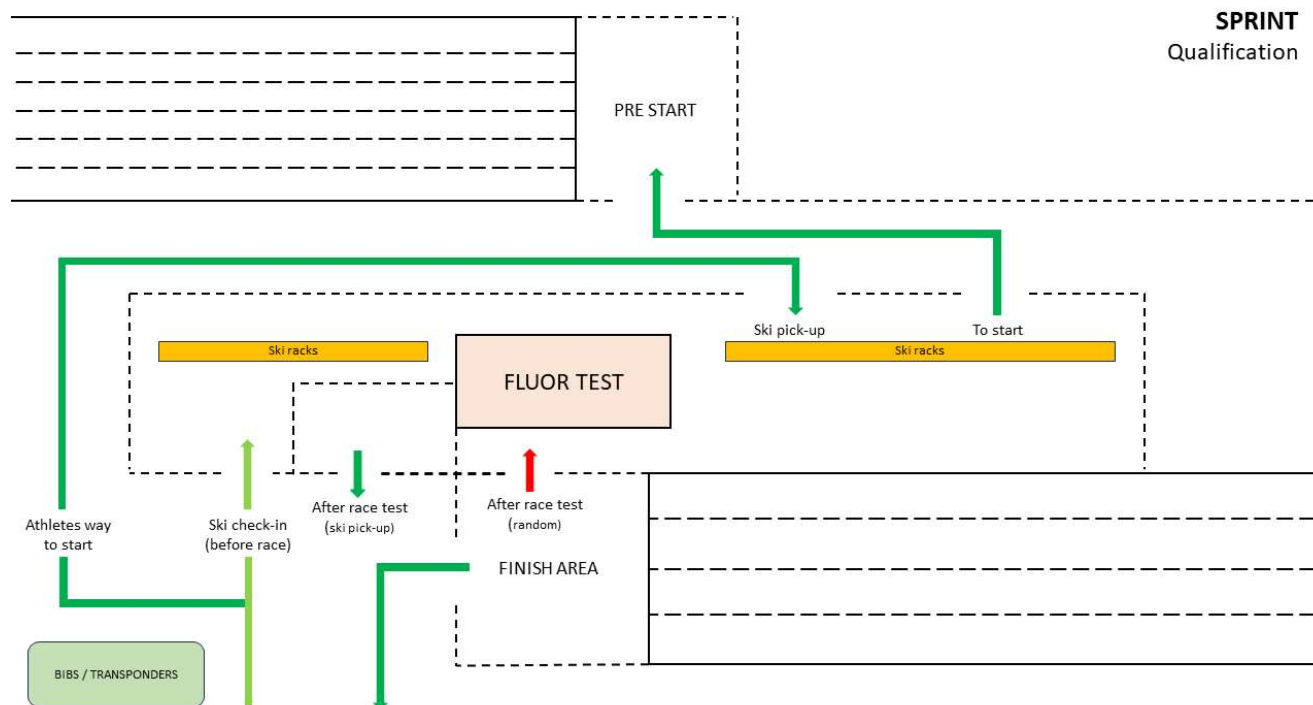 SPRINT
Qualification
PRE START
Ski pick-up
To start
Ski racks
Ski racks
FLUOR TEST
Athletes way
to start
Ski check-in
(before race)
After race test
(ski pick-up)
After race test
(random)
FINISH AREA
BIBS / TRANSPONDERS